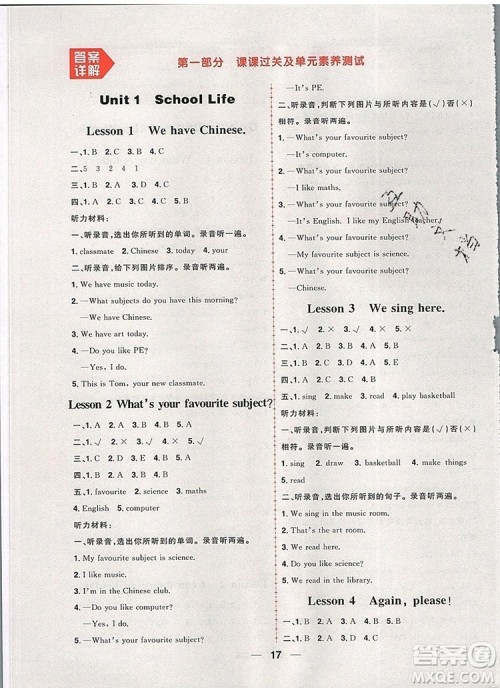 答案
详解
第一部分 课课过关及单元素养测试
Unit 1 School Life
Lesson 1 We have Chinese.
一、1. B 2. A 3. B 4. B
二、5 3 2 4 1
三、1. B 2. A 3. D 4. C
四、1. A 2. B 3. A 4. A 5. A
听力材料:
一、听录音,选出你所听到的单词。录音听一遍。
1. classmate 2. Chinese 3. today 4. your
二、听录音,给下列图片排序。录音听两遍。
1. We have music today.
2. —What subjects do you have this morning?
—We have Chinese.
3. We have art today.
4. —Do you like PE?
—Yes, I do.
5. This is Tom, your new classmate.
Lesson 2 What's your favourite subject?
一、1. A 2. B 3. A 4. B 5. A
二、1. √ 2. × 3. × 4. √ 5. √
三、1. favourite 2. science 3. maths
4. English 5. computer
四、1. C 2. A 3. D 4. B
听力材料:
一、听录音,选出你所听到的单词。录音听一遍。
1. My favourite subject is science.
2. I like music.
3. I'm in the Chinese club.
4. —Do you like computer?
—Yes, I do.
5. —What's your favourite subject?
—It's PE.
二、听录音,判断下列图片与所听内容是(√)否(×)
相符。录音听两遍。
1. —What's your favourite subject?
—It's computer.
2. —What's your favourite subject?
—I like maths.
3. —What's your favourite subject?
—It's English. I like my English teacher.
4. —What's your favourite subject?
—My favourite subject is science.
5. —What's your favourite subject?
—Chinese.
Lesson 3 We sing here.
一、1. √ 2. × 3. √ 4. × 5. ×
二、1. A 2. B 3. B 4. A 5. B
三、1. B 2. A 3. B 4. A 5. B
四、1. D 2. C 3. B 4. A 5. E
五、1. sing 2. draw 3. read 4. play basketball
听力材料:
一、听录音,判断下列图片与所听内容是(√)否(×)
相符。录音听一遍。
1. sing 2. draw 3. basketball 4. make things
5. read
二、听录音,选出你所听到的句子。录音听两遍。
1. We sing in the music room.
2. That's the art room.
3. We read here.
4. I have an English book.
5. This is the library.
Lesson 4 Again, please!
一、1. B 2. A 3. B 4. A 5. A
17
答案圈
MXQE.COM